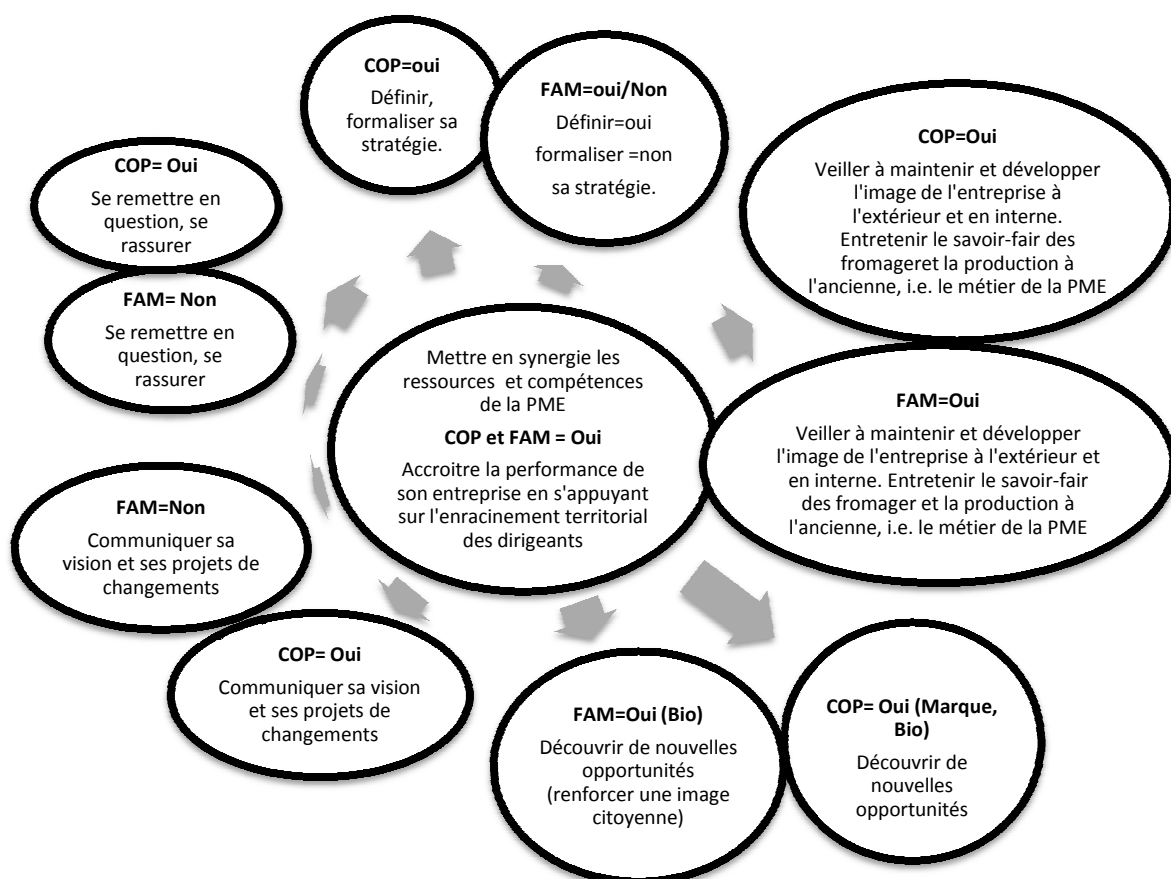 COP=oui
Définir,
formaliser sa
stratégie.
FAM=oui/Non
Définir=oui
formaliser =non
sa stratégie.
COP=Oui
Veiller à maintenir et développer
l'image de l'entreprise à
l'extérieur et en interne.
Entretenir le savoir-fair des
fromageret la production à
l'ancienne, i.e. le métier de la PME
COP= Oui
Se remettre en
question, se
rassurer
FAM= Non
Se remettre en
question, se
rassurer
Mettre en synergie les
ressources et compétences
de la PME
COP et FAM = Oui
Accroitre la performance de
son entreprise en s'appuyant
sur l'enracinement territorial
des dirigeants
FAM=Oui
Veiller à maintenir et développer
l'image de l'entreprise à l'extérieur et
en interne. Entretenir le savoir-fair
des fromager et la production à
l'ancienne, i.e. le métier de la PME
FAM=Non
Communiquer sa
vision et ses projets de
changements
COP= Oui
Communiquer sa vision
et ses projets de
changements
FAM=Oui (Bio)
Découvrir de nouvelles
opportunités
(renforcer une image
citoyenne)
COP= Oui (Marque,
Bio)
Découvrir de
nouvelles
opportunités